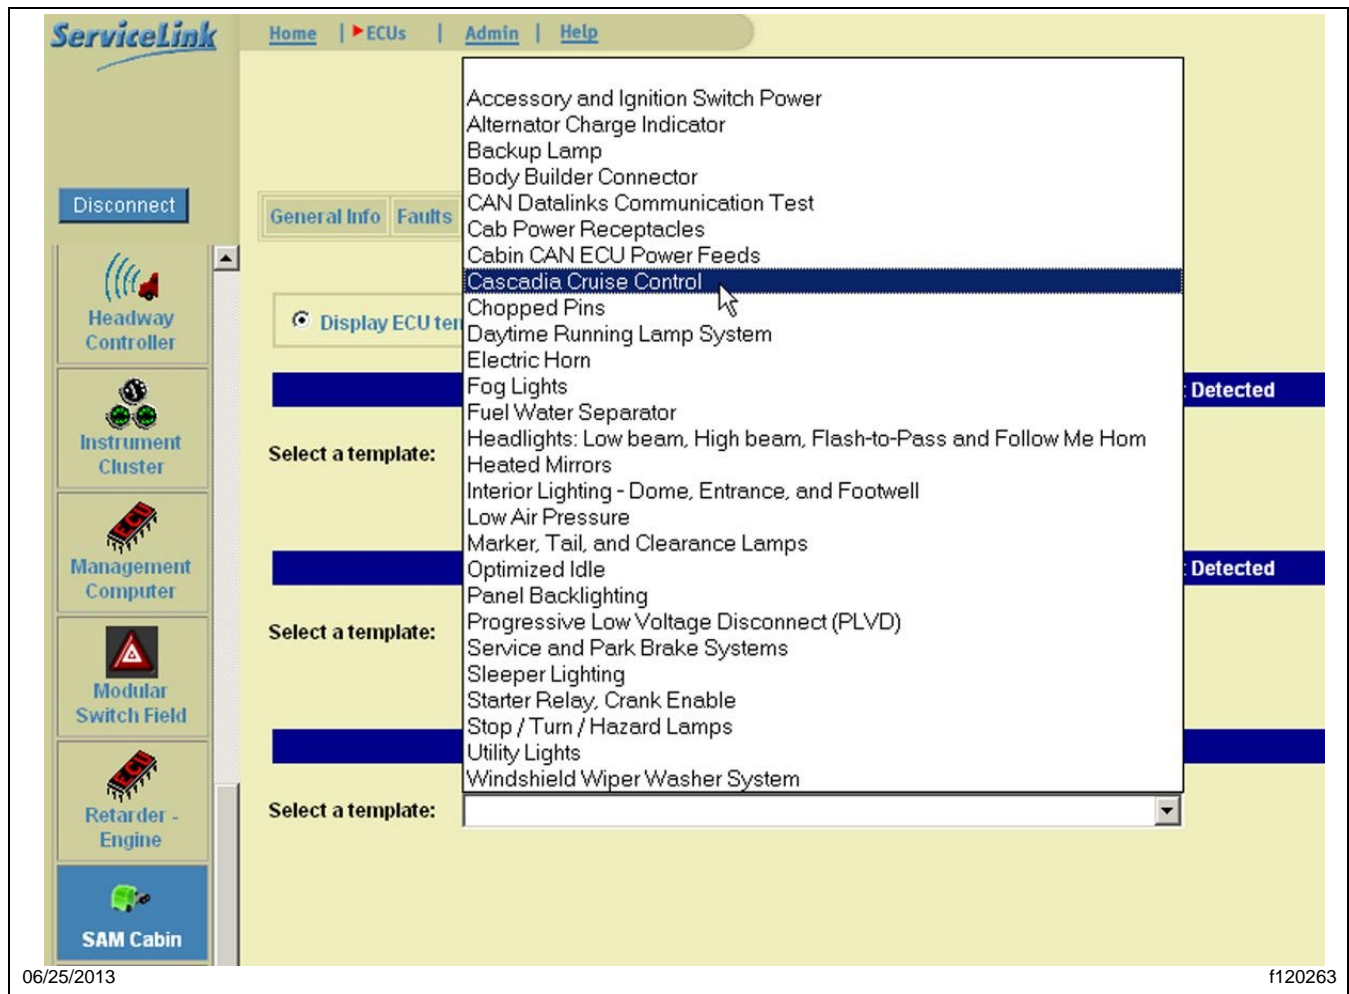 ServiceLink
Home | ECUs | Admin | Help
Disconnect
General Info Faults
Headway
Controller
Instrument
Cluster
Management
Computer
Modular
Switch Field
Retarder -
Engine
SAM Cabin
Display ECU tem
Detected
Select a template:
Detected
Select a template:
Accessory and Ignition Switch Power
Alternator Charge Indicator
Backup Lamp
Body Builder Connector
CAN Datalinks Communication Test
Cab Power Receptacles
Cabin CAN ECU Power Feeds
Cascadia Cruise Control
Chopped Pins
Daytime Running Lamp System
Electric Horn
Fog Lights
Fuel Water Separator
Headlights: Low beam, High beam, Flash-to-Pass and Follow Me Hom
Heated Mirrors
Interior Lighting - Dome, Entrance, and Footwell
Low Air Pressure
Marker, Tail, and Clearance Lamps
Optimized Idle
Panel Backlighting
Progressive Low Voltage Disconnect (PLVD)
Service and Park Brake Systems
Sleeper Lighting
Starter Relay, Crank Enable
Stop / Turn / Hazard Lamps
Utility Lights
Windshield Wiper Washer System
Select a template:
06/25/2013
f120263